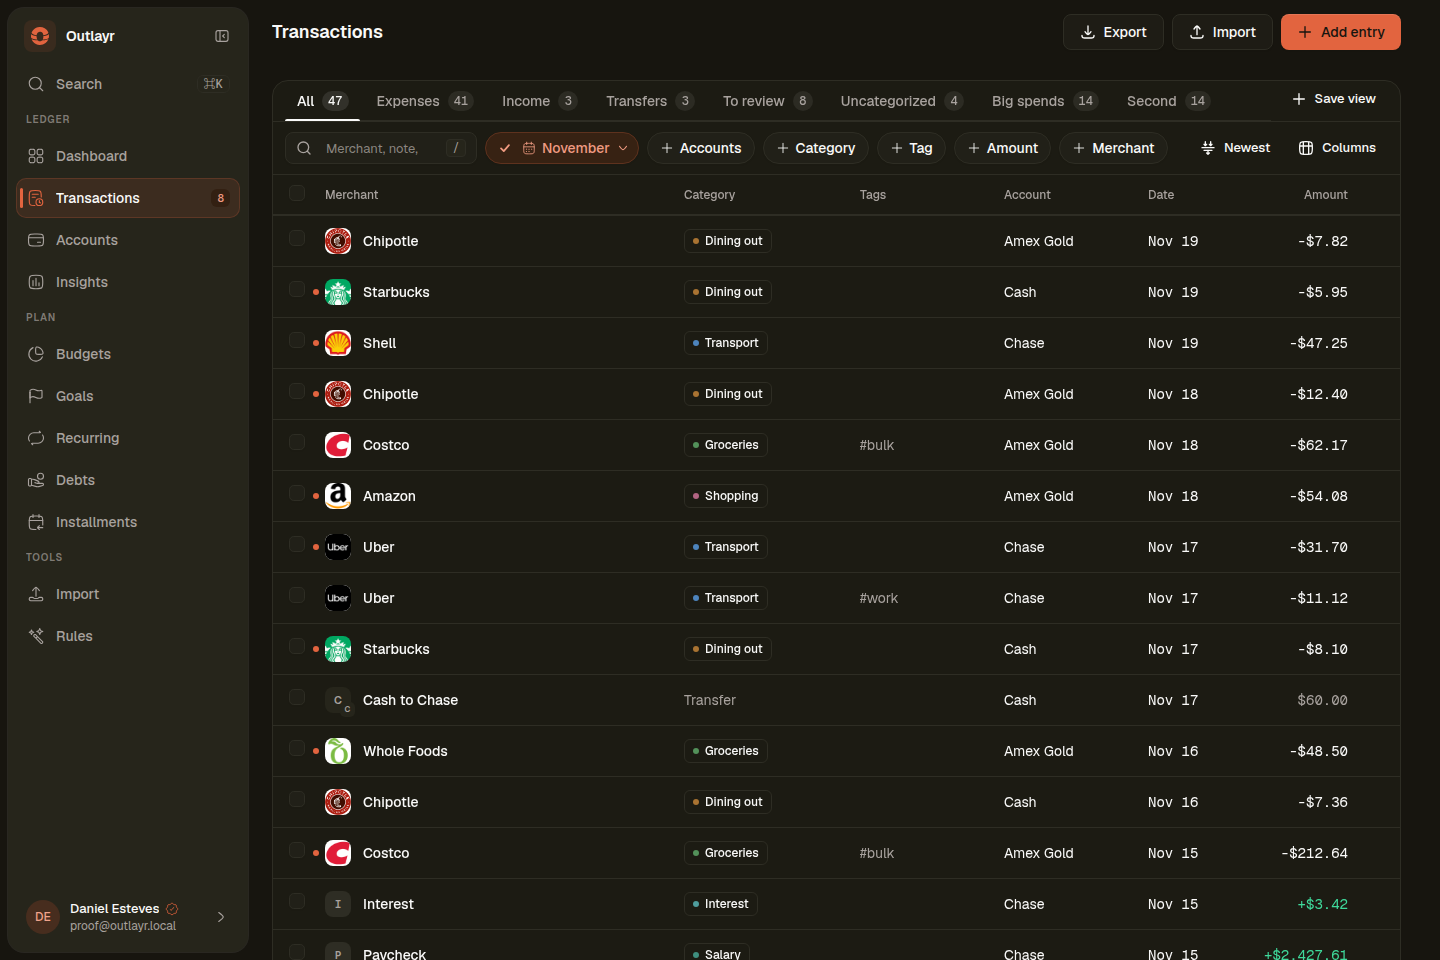 Outlayr
Search ⌘K
LEDGER
Dashboard
Transactions 8
Accounts
Insights
PLAN
Budgets
Goals
Recurring
Debts
Installments
TOOLS
Import
Rules
DE Daniel Esteves
proof@outlayr.local
Transactions
Export Import Add entry
All 47 Expenses 41 Income 3 Transfers 3 To review 8 Uncategorized 4 Big spends 14 Second 14 Save view
Merchant, note, / November Accounts Category Tag Amount Merchant Newest Columns
Merchant Category Tags Account Date Amount
Chipotle Dining out Amex Gold Nov 19 -$7.82
Starbucks Dining out Cash Nov 19 -$5.95
Shell Transport Chase Nov 19 -$47.25
Chipotle Dining out Amex Gold Nov 18 -$12.40
Costco Groceries #bulk Amex Gold Nov 18 -$62.17
a Amazon Shopping Amex Gold Nov 18 -$54.08
Uber Uber Transport Chase Nov 17 -$31.70
Uber Uber Transport #work Chase Nov 17 -$11.12
Starbucks Dining out Cash Nov 17 -$8.10
C C Cash to Chase Transfer Cash Nov 17 $60.00
Whole Foods Groceries Amex Gold Nov 16 -$48.50
Chipotle Dining out Cash Nov 16 -$7.36
Costco Groceries #bulk Amex Gold Nov 15 -$212.64
I Interest Interest Chase Nov 15 +$3.42
P Paycheck Salary Chase Nov 15 +$2,427.61